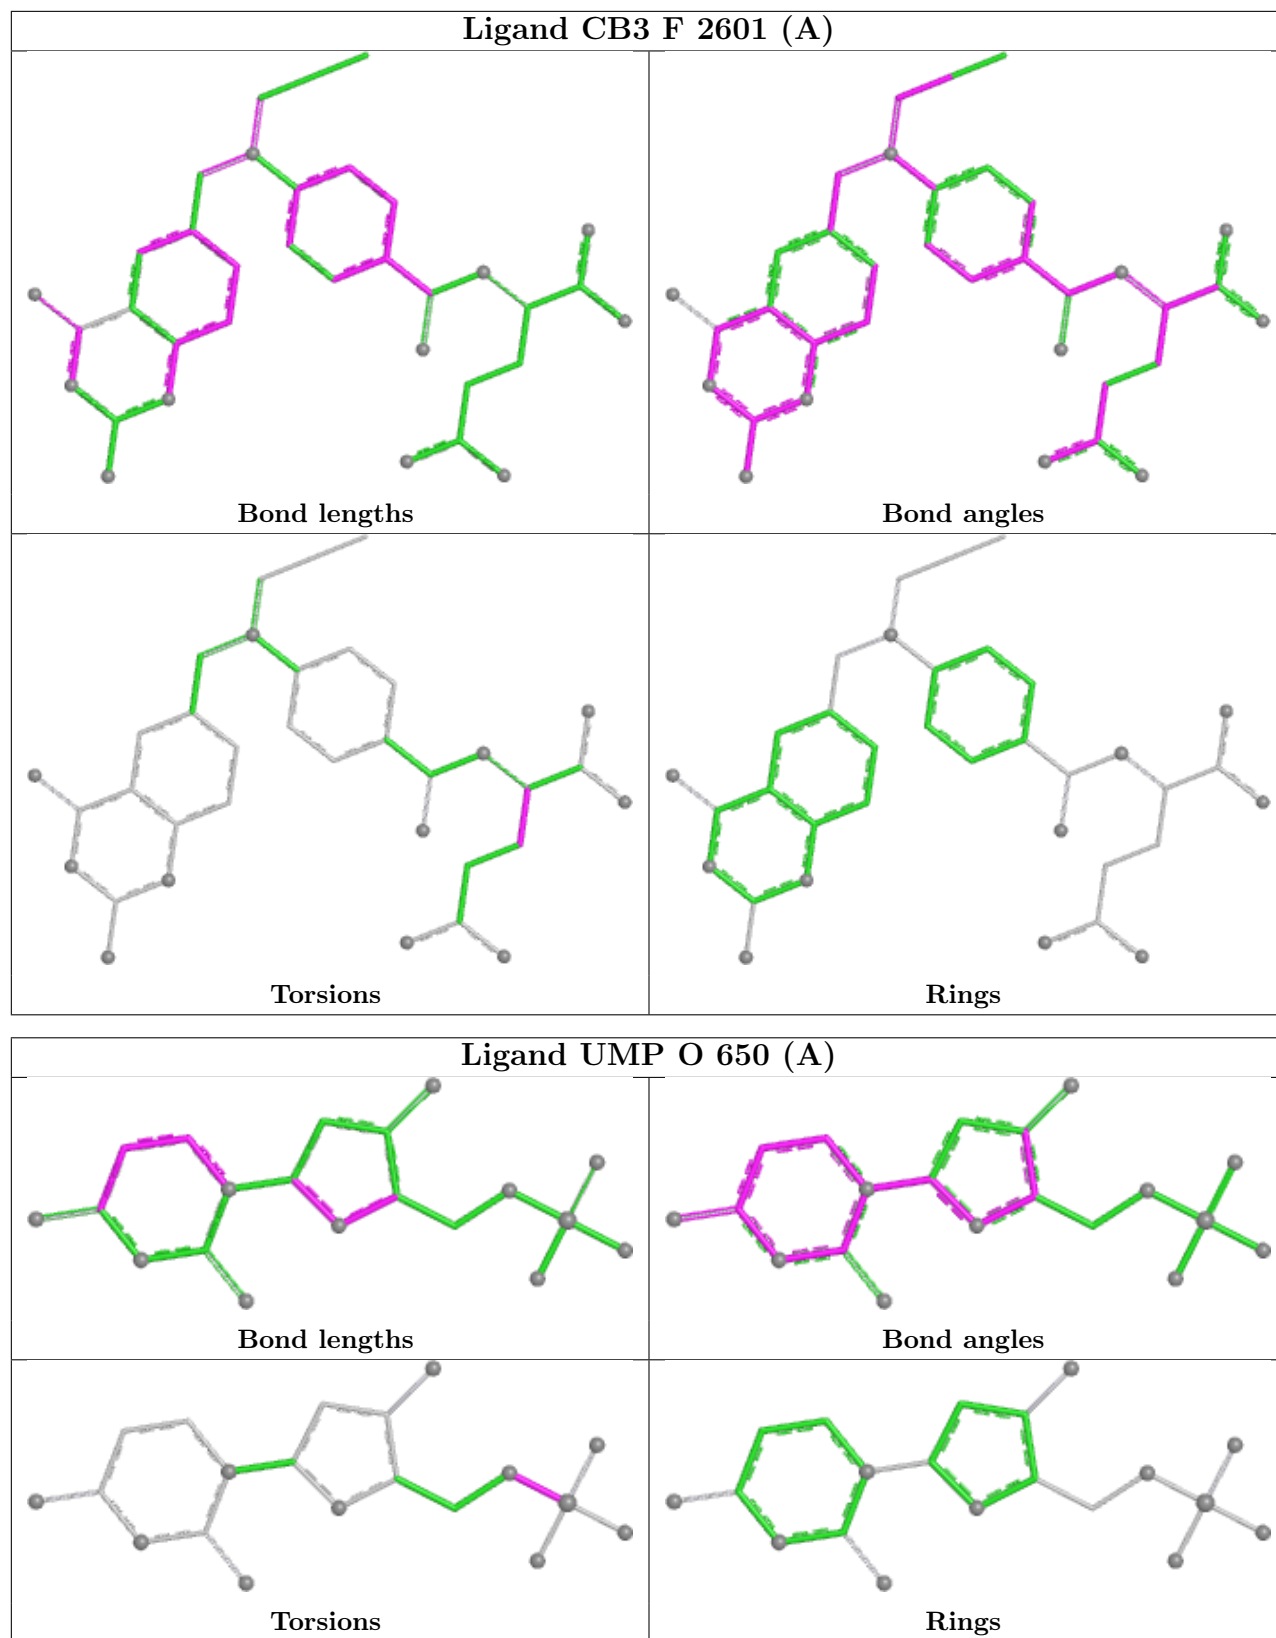 Ligand CB3 F 2601 (A)
Bond lengths
Bond angles
Torsions
Rings
Ligand UMP O 650 (A)
Bond lengths
Bond angles
Torsions
Rings